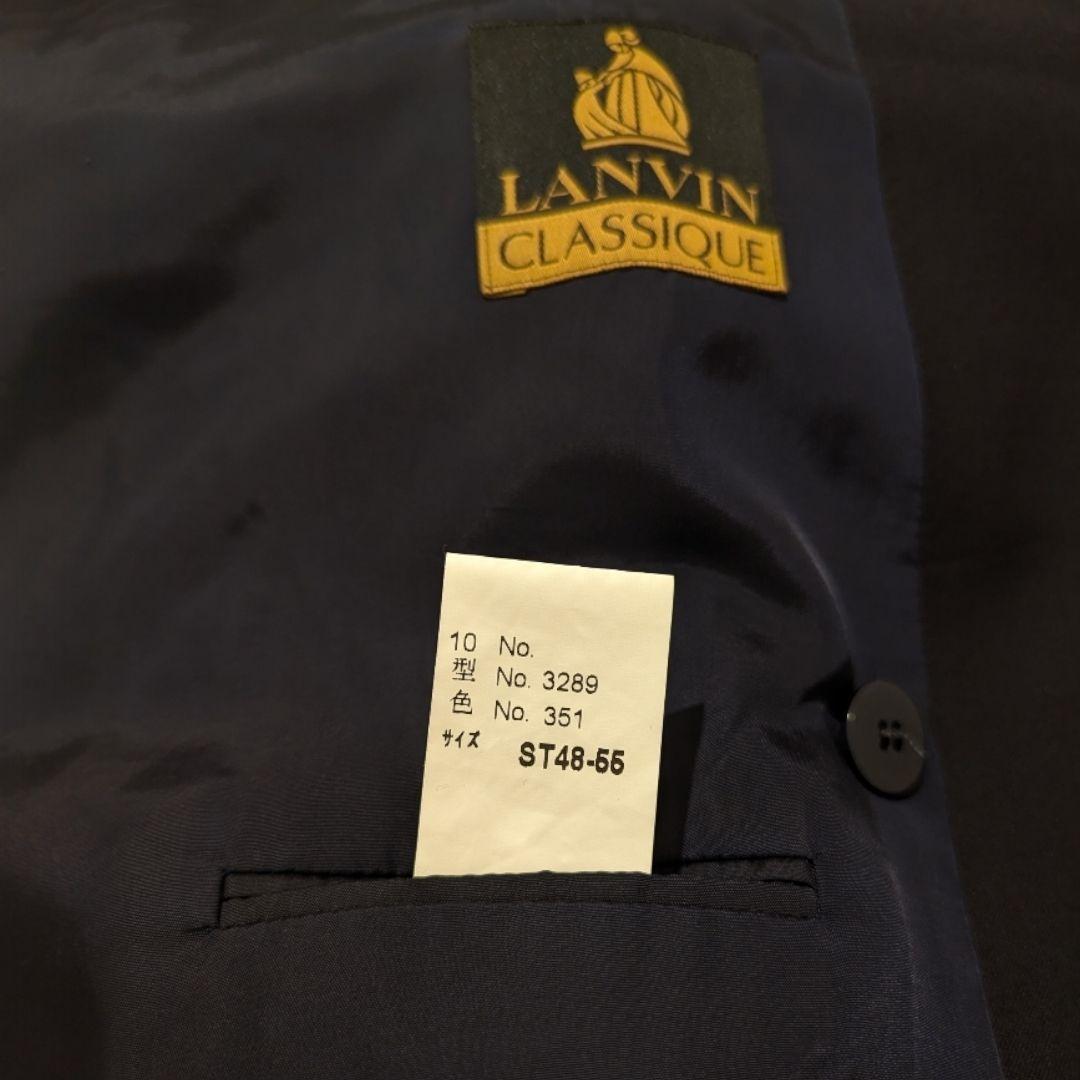 LANVIN
CLASSIQUE
10 No.
型 No. 3289
色 No. 351
サイズ ST48-55